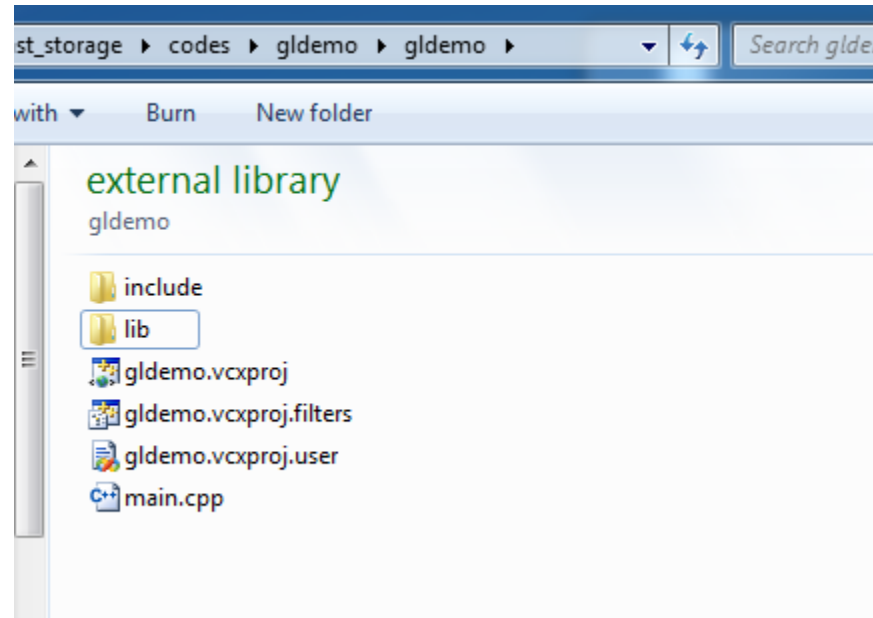 st_storage ▸ codes ▸ gldemo ▸ gldemo ▸ Search glde
with Burn New folder
external library
gldemo
include
lib
gldemo.vcxproj
gldemo.vcxproj.filters
gldemo.vcxproj.user
C++ main.cpp